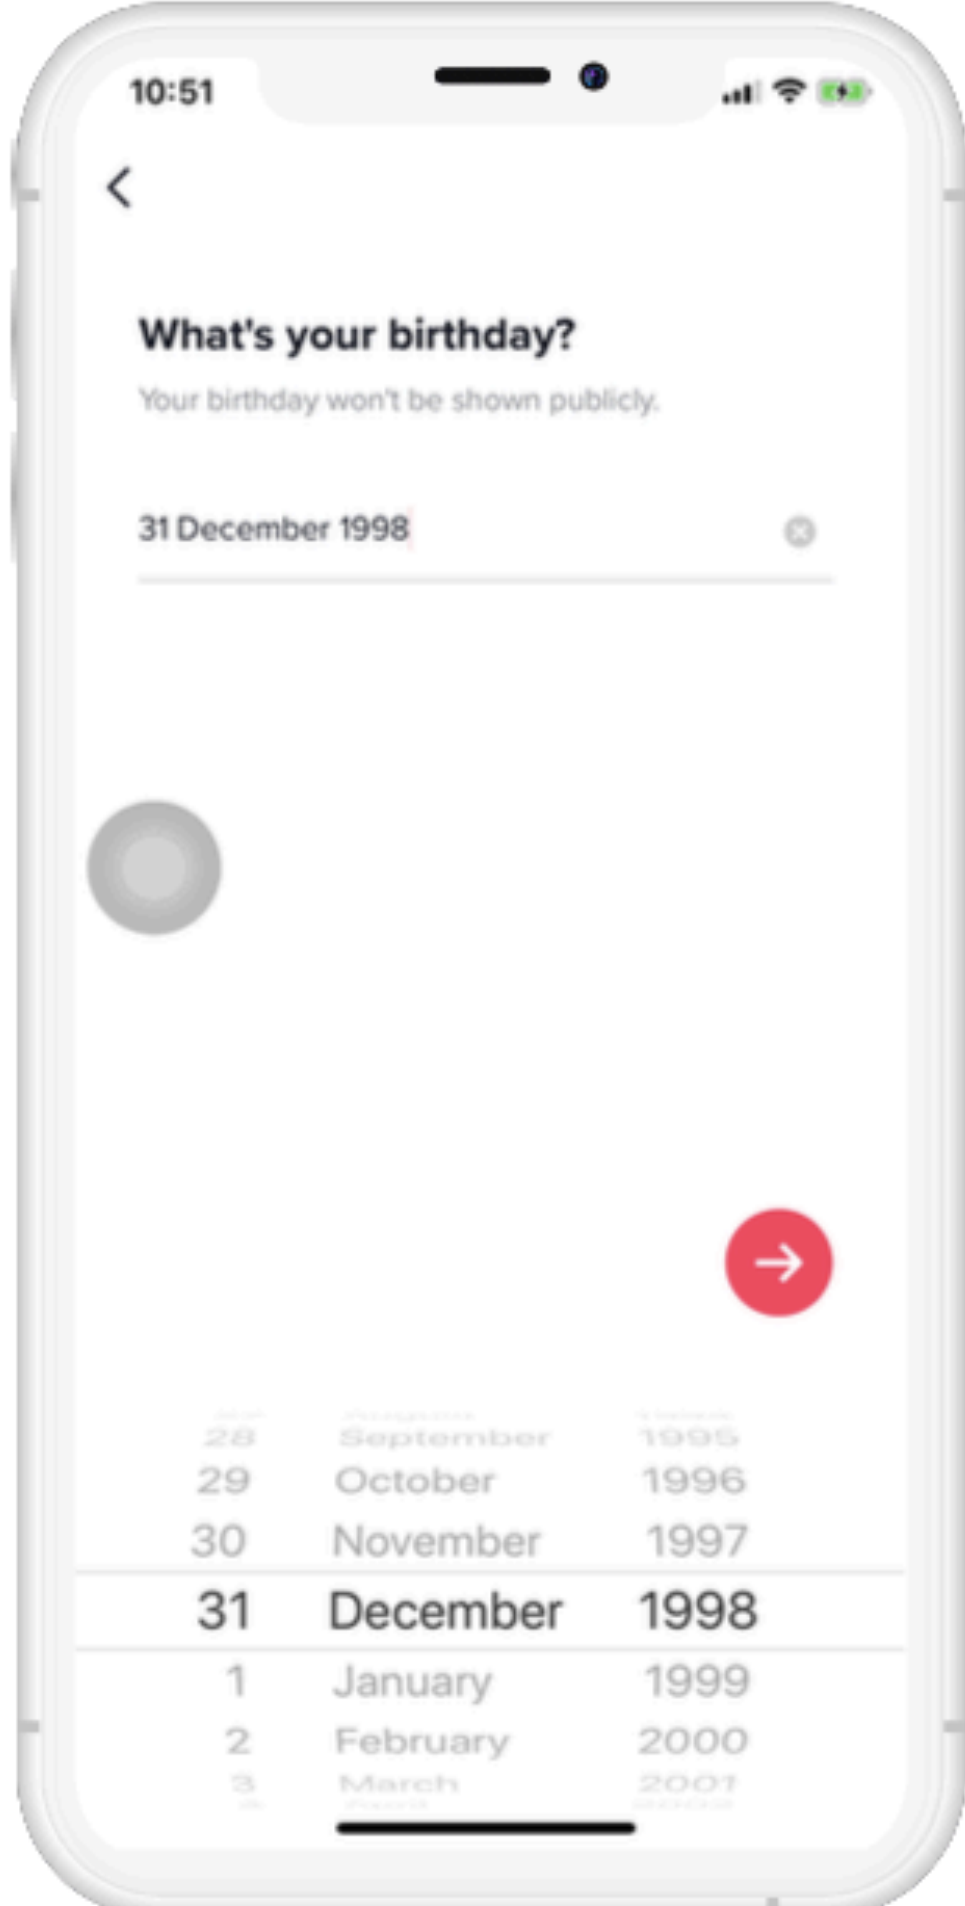 10:51
What's your birthday?
Your birthday won't be shown publicly.
31 December 1998
28 September 1995
29 October 1996
30 November 1997
31 December 1998
1 January 1999
2 February 2000
3 March 2001